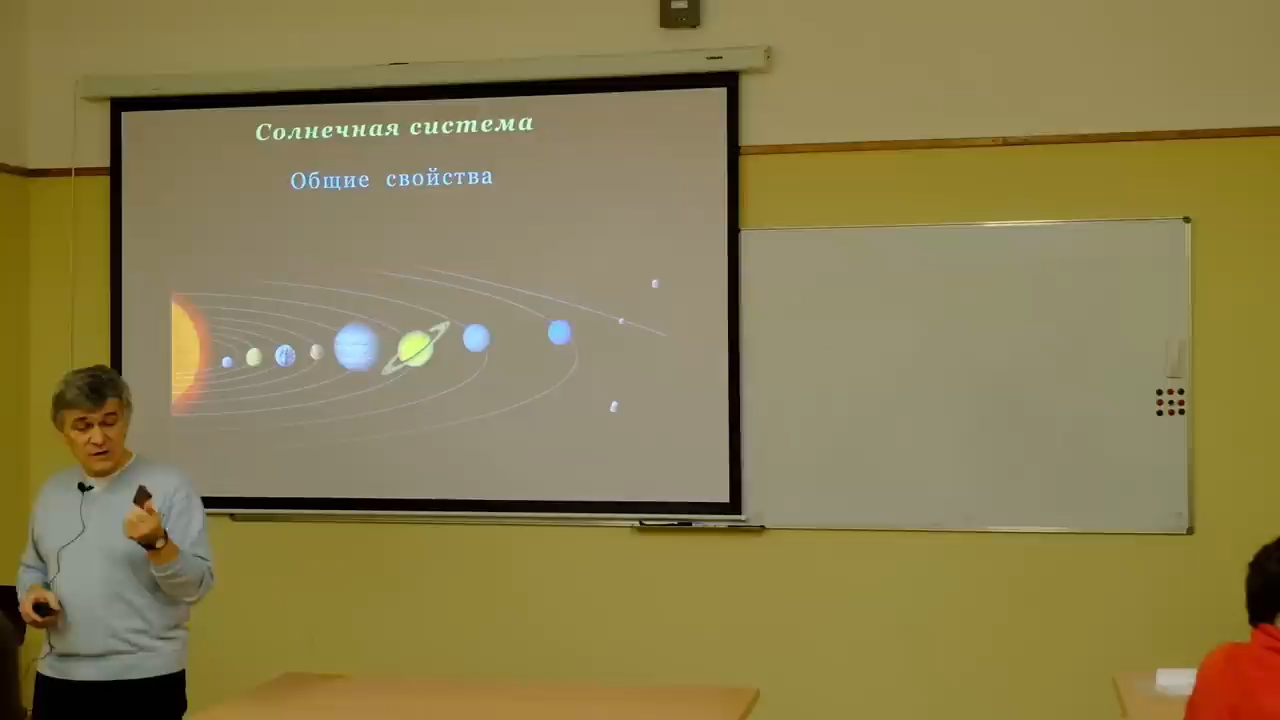 Солнечная система
Общие свойства